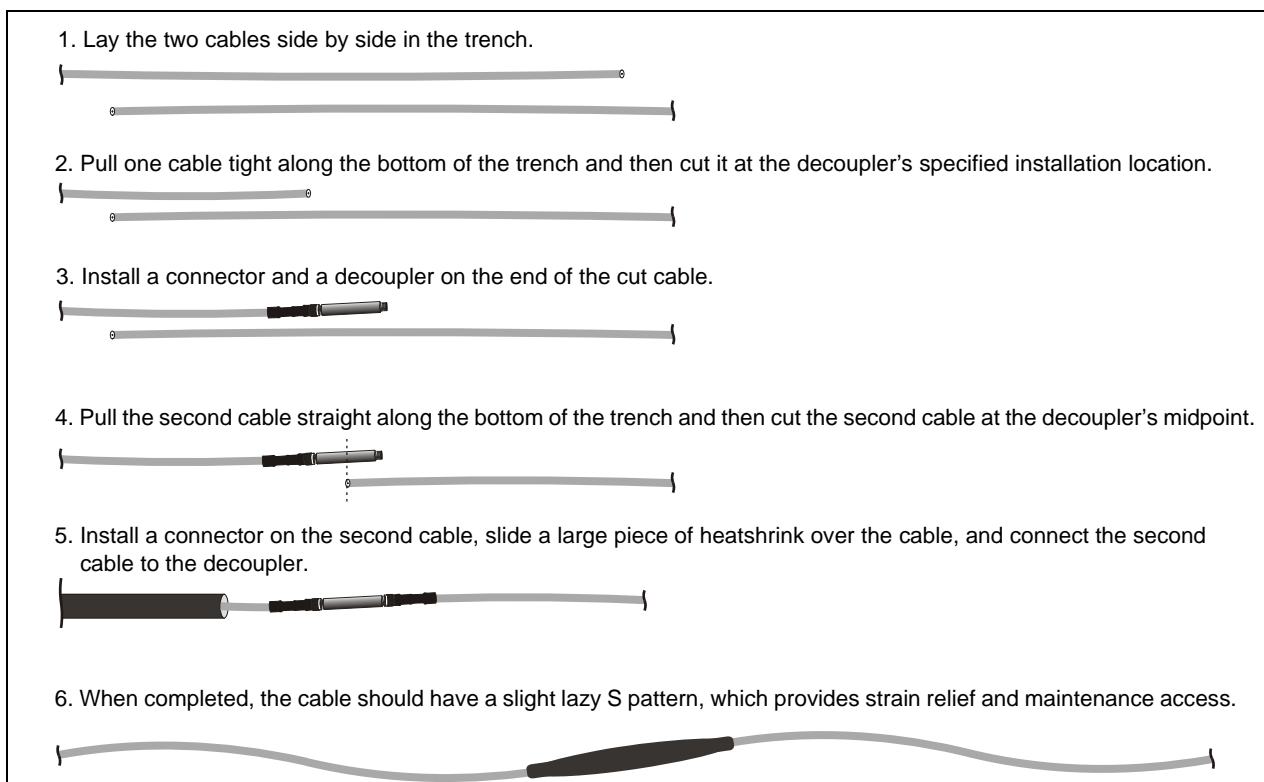 1. Lay the two cables side by side in the trench.
2. Pull one cable tight along the bottom of the trench and then cut it at the decoupler’s specified installation location.
3. Install a connector and a decoupler on the end of the cut cable.
4. Pull the second cable straight along the bottom of the trench and then cut the second cable at the decoupler’s midpoint.
5. Install a connector on the second cable, slide a large piece of heatshrink over the cable, and connect the second
cable to the decoupler.
6. When completed, the cable should have a slight lazy S pattern, which provides strain relief and maintenance access.